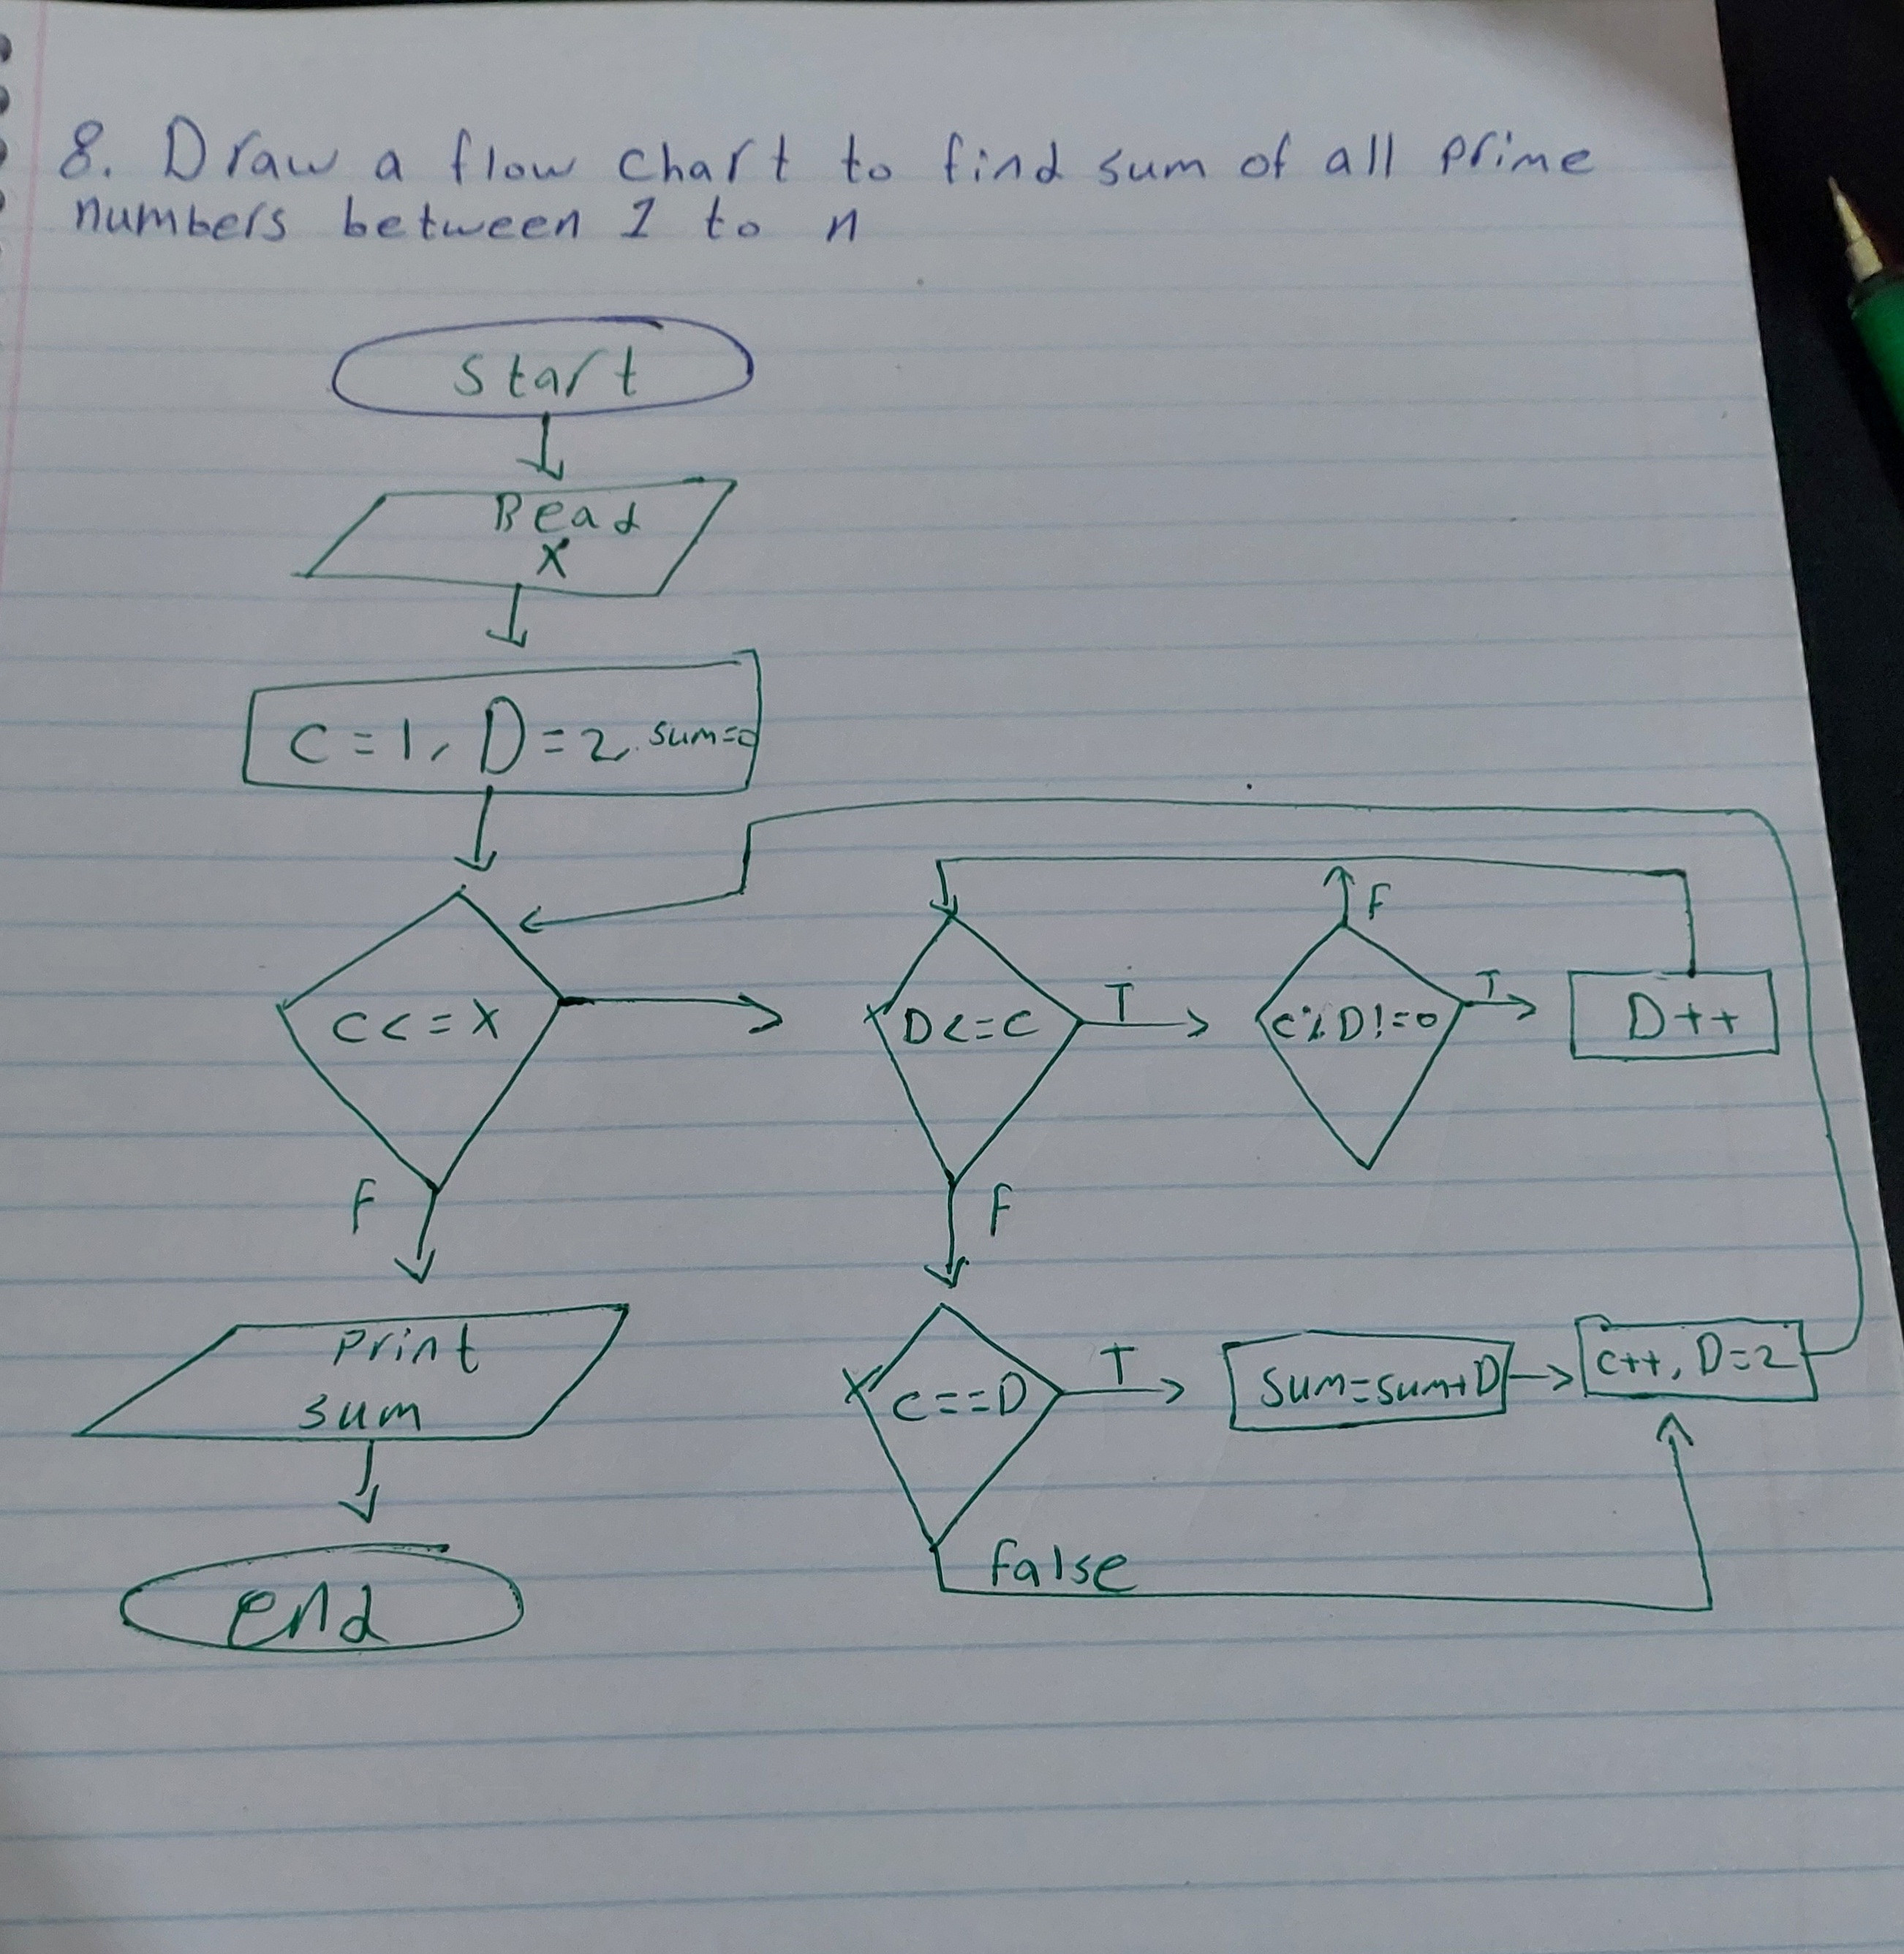 8. Draw a flow chart to find sum of all prime
numbers between 1 to n
Start
Read
X
C = 1, D = 2, sum=0
C <= X
F
Print
sum
end
D <= C
T
C % D != 0
F
T
D++
F
C == D
T
sum=sum+D
C++, D=2
False